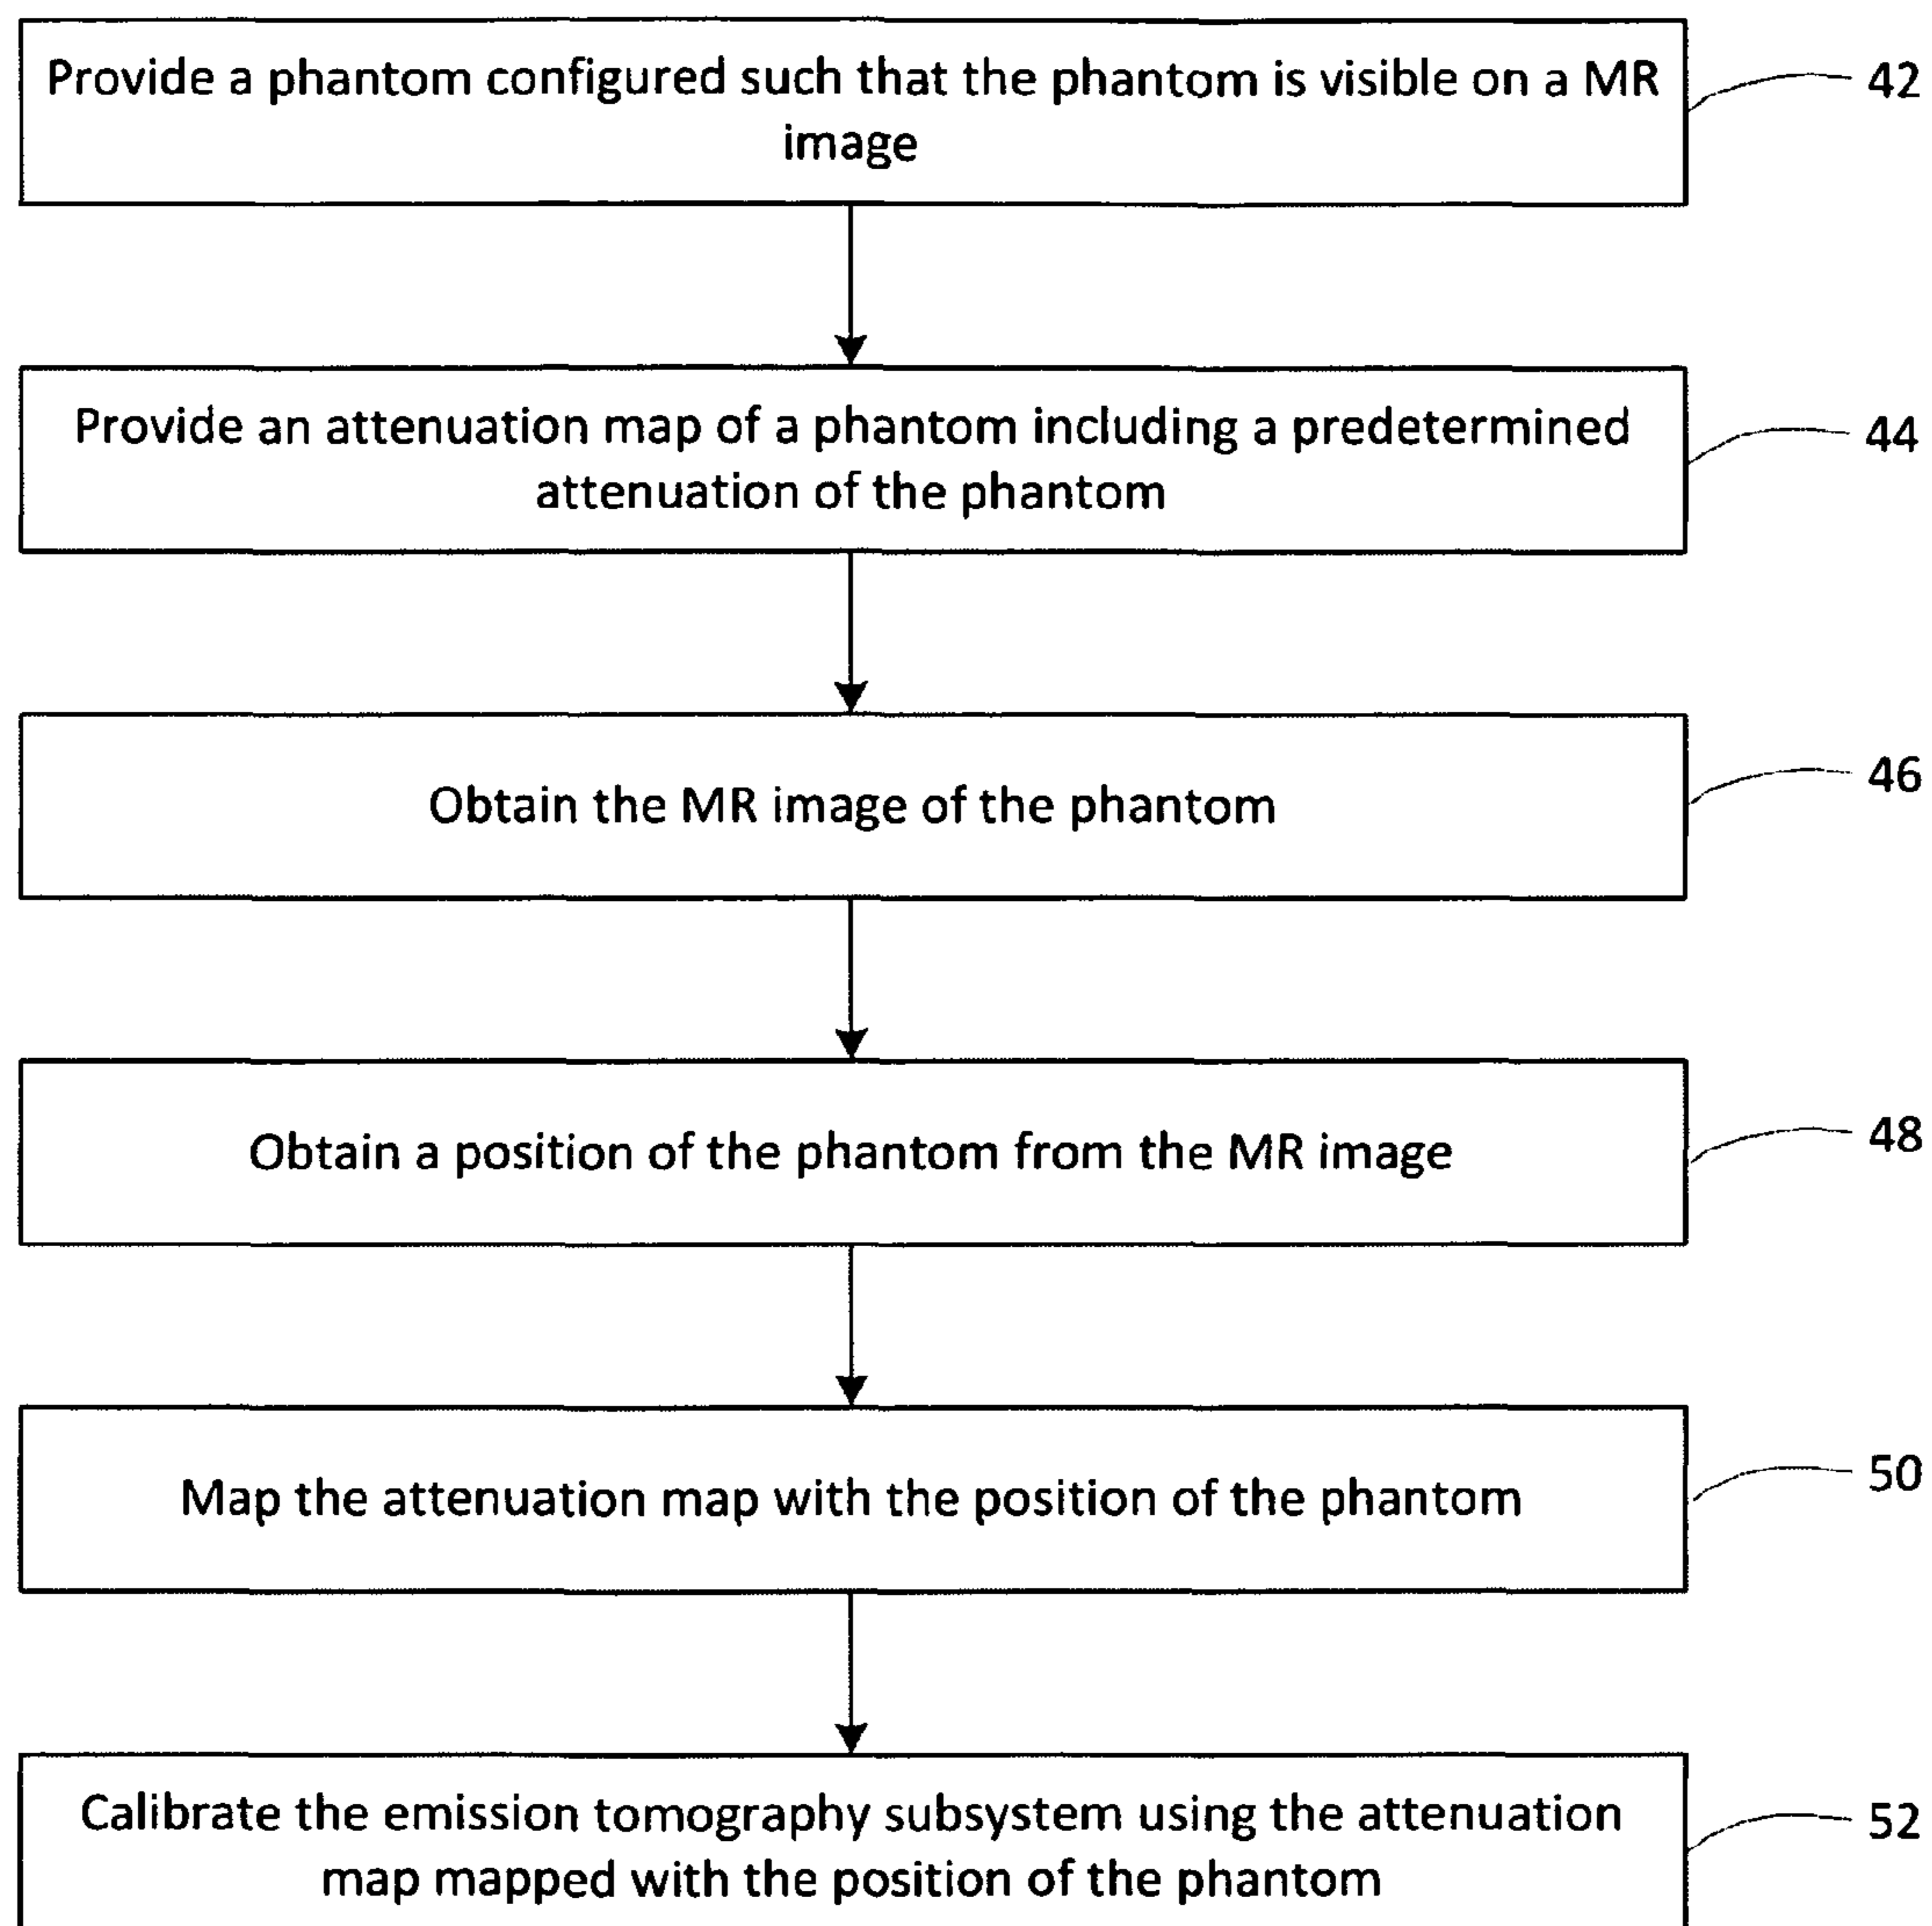 Provide a phantom configured such that the phantom is visible on a MR
image
42
Provide an attenuation map of a phantom including a predetermined
attenuation of the phantom
44
Obtain the MR image of the phantom
46
Obtain a position of the phantom from the MR image
48
Map the attenuation map with the position of the phantom
50
Calibrate the emission tomography subsystem using the attenuation
map mapped with the position of the phantom
52